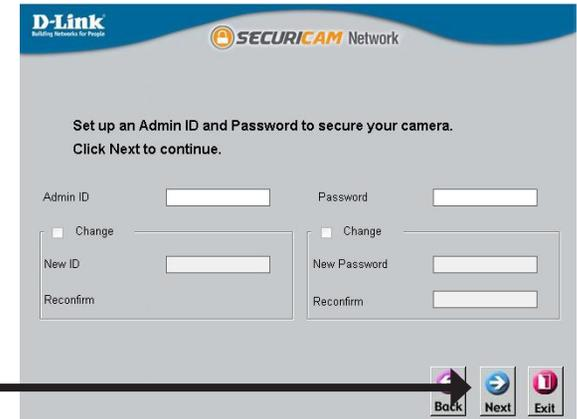 D-Link
Building Networks for People
SECURICAM Network
Set up an Admin ID and Password to secure your camera.
Click Next to continue.
Admin ID
Password
Change
Change
New ID
New Password
Reconfirm
Reconfirm
Back
Next
Exit